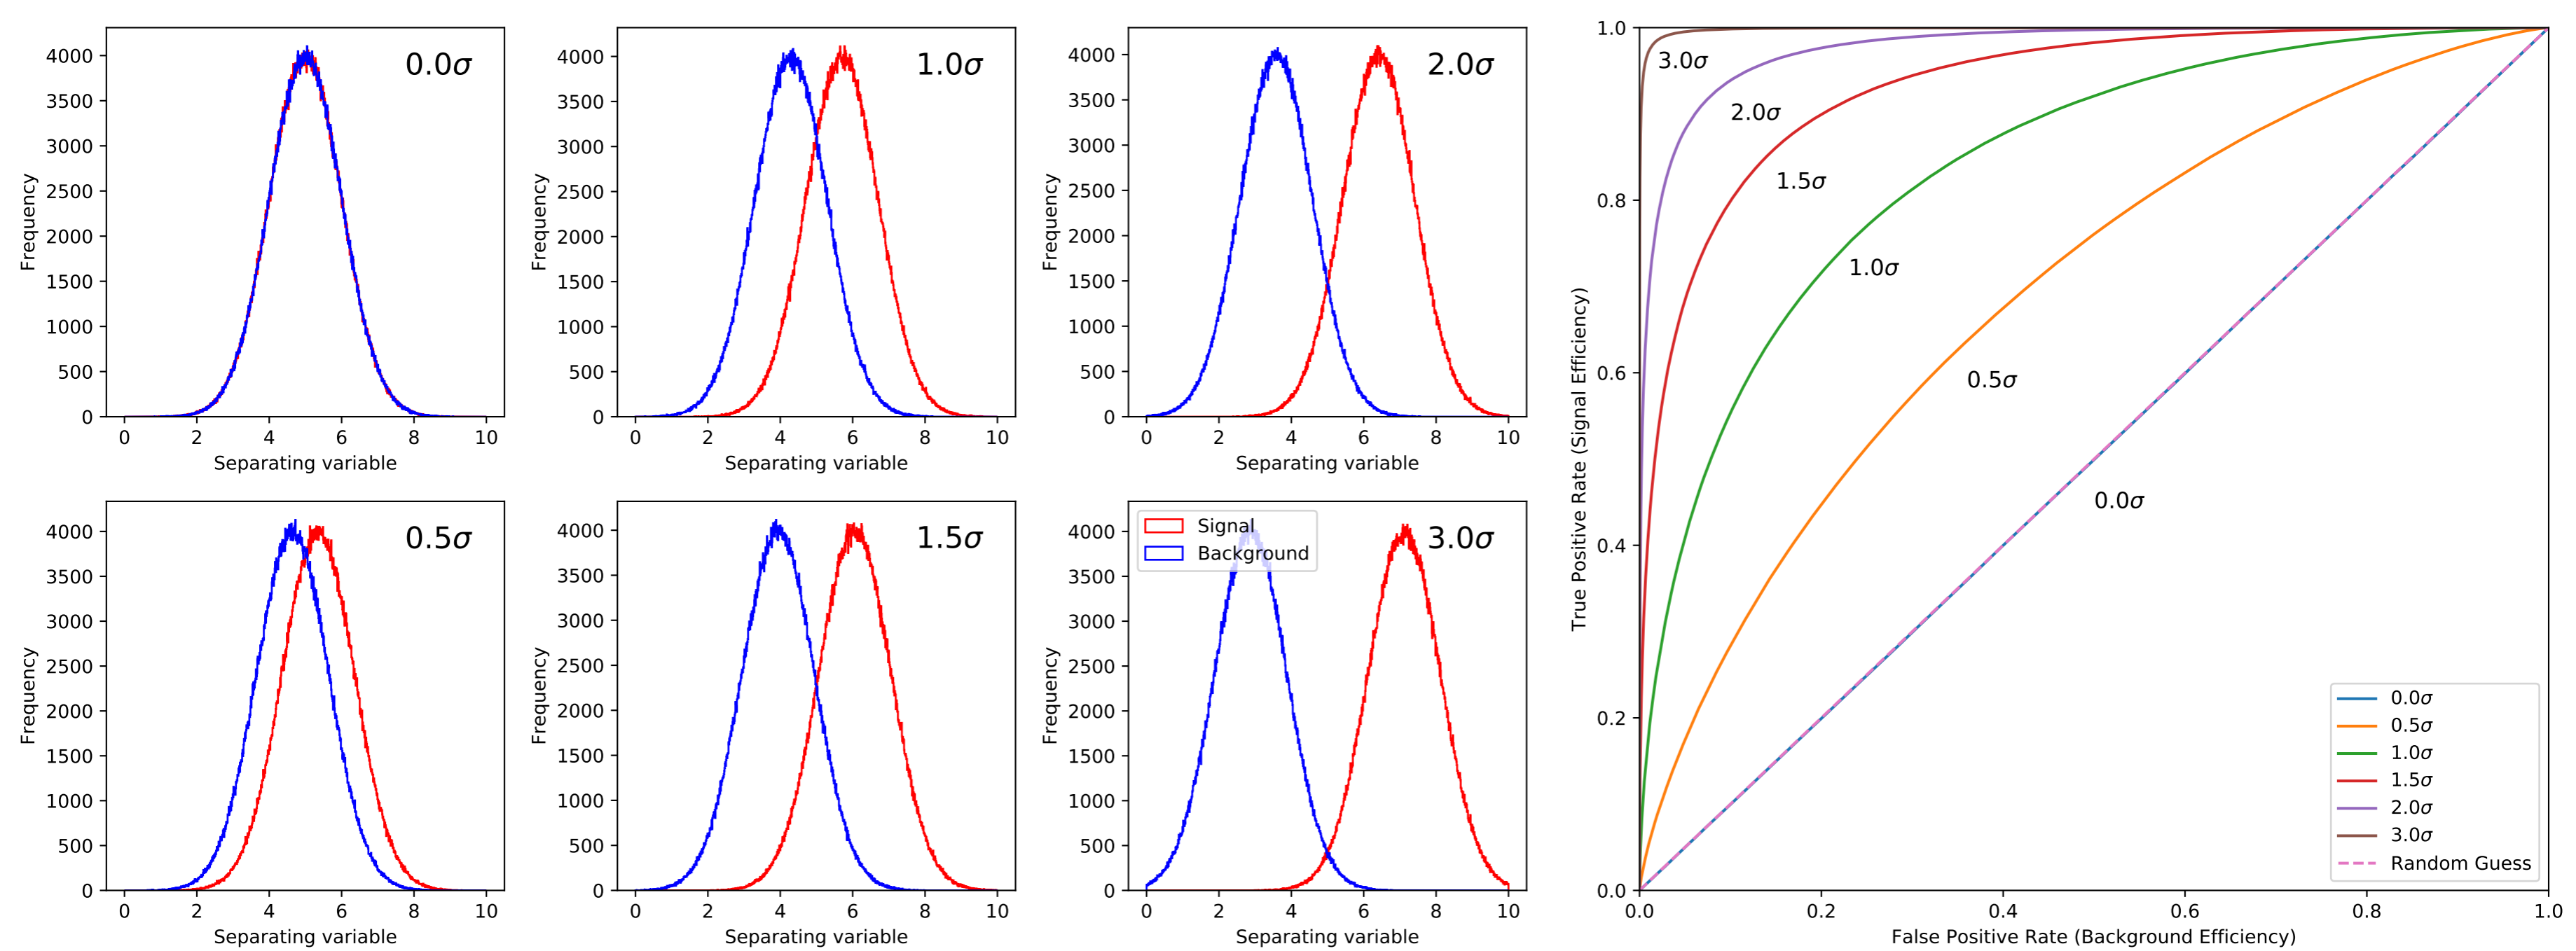 0.0σ
4000
3500
3000
2500
2000
1500
1000
500
0
Frequency
0 2 4 6 8 10
Separating variable
1.0σ
4000
3500
3000
2500
2000
1500
1000
500
0
Frequency
0 2 4 6 8 10
Separating variable
2.0σ
4000
3500
3000
2500
2000
1500
1000
500
0
Frequency
0 2 4 6 8 10
Separating variable
0.5σ
4000
3500
3000
2500
2000
1500
1000
500
0
Frequency
0 2 4 6 8 10
Separating variable
1.5σ
4000
3500
3000
2500
2000
1500
1000
500
0
Frequency
0 2 4 6 8 10
Separating variable
Signal
Background
3.0σ
4000
3500
3000
2500
2000
1500
1000
500
0
Frequency
0 2 4 6 8 10
Separating variable
1.0
0.8
0.6
0.4
0.2
0.0
True Positive Rate (Signal Efficiency)
3.0σ
2.0σ
1.5σ
1.0σ
0.5σ
0.0σ
0.0σ
0.5σ
1.0σ
1.5σ
2.0σ
3.0σ
Random Guess
0.0 0.2 0.4 0.6 0.8 1.0
False Positive Rate (Background Efficiency)